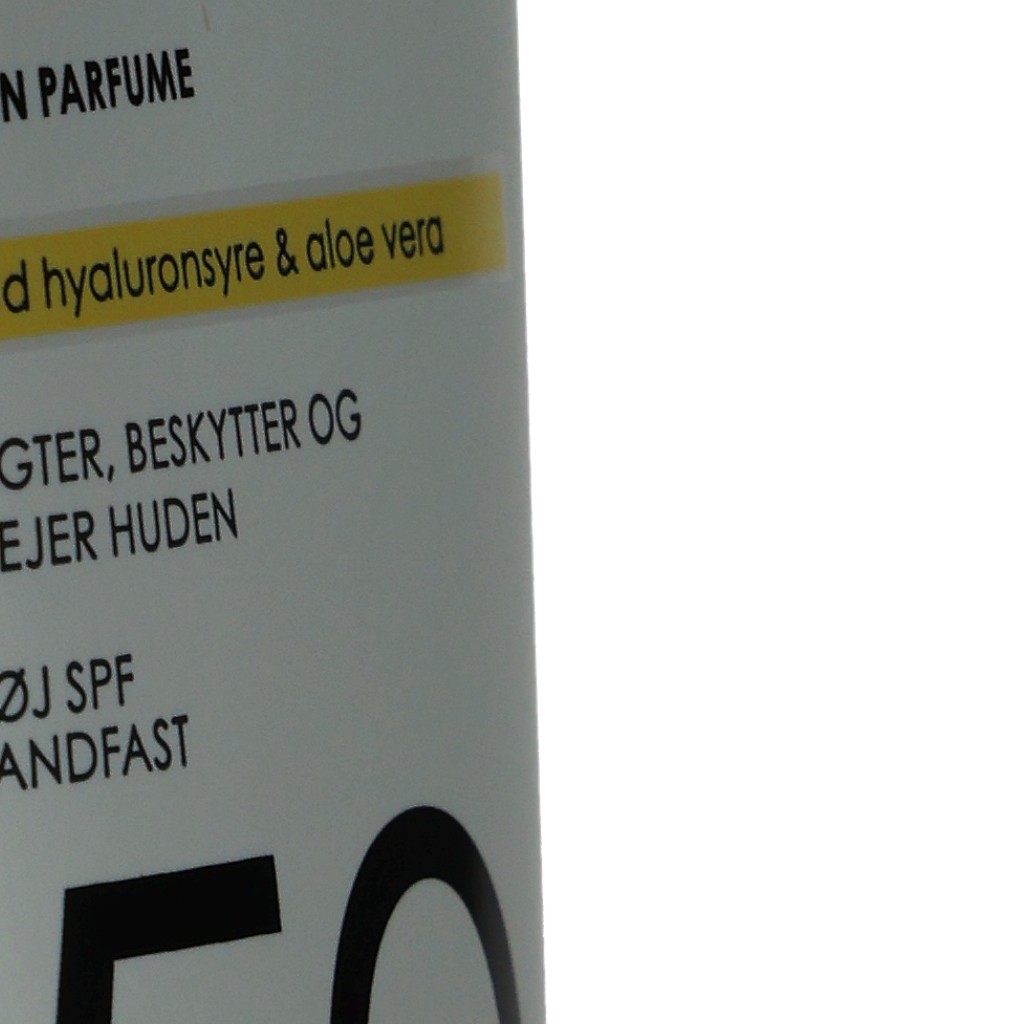 N PARFUME
d hyaluronsyre & aloe vera
GTER, BESKYTTER OG
EJER HUDEN
ØJ SPF
ANDFAST
50